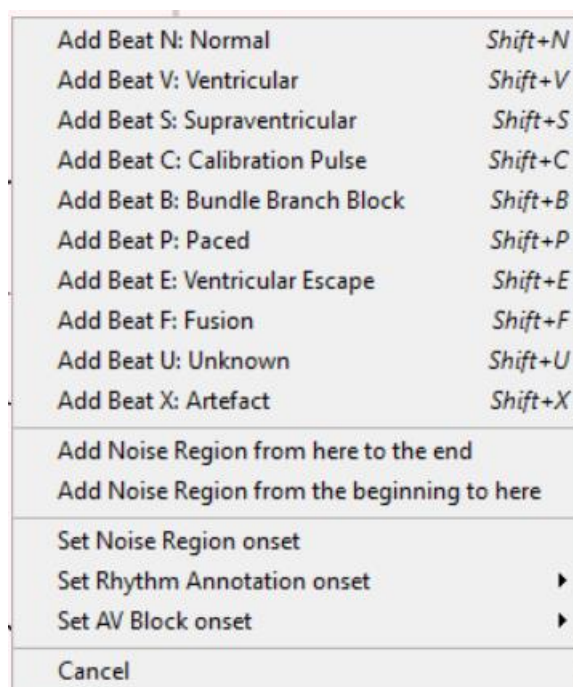 Add Beat N: Normal Shift+N
Add Beat V: Ventricular Shift+V
Add Beat S: Supraventricular Shift+S
Add Beat C: Calibration Pulse Shift+C
Add Beat B: Bundle Branch Block Shift+B
Add Beat P: Paced Shift+P
Add Beat E: Ventricular Escape Shift+E
Add Beat F: Fusion Shift+F
Add Beat U: Unknown Shift+U
Add Beat X: Artefact Shift+X
Add Noise Region from here to the end
Add Noise Region from the beginning to here
Set Noise Region onset
Set Rhythm Annotation onset
Set AV Block onset
Cancel